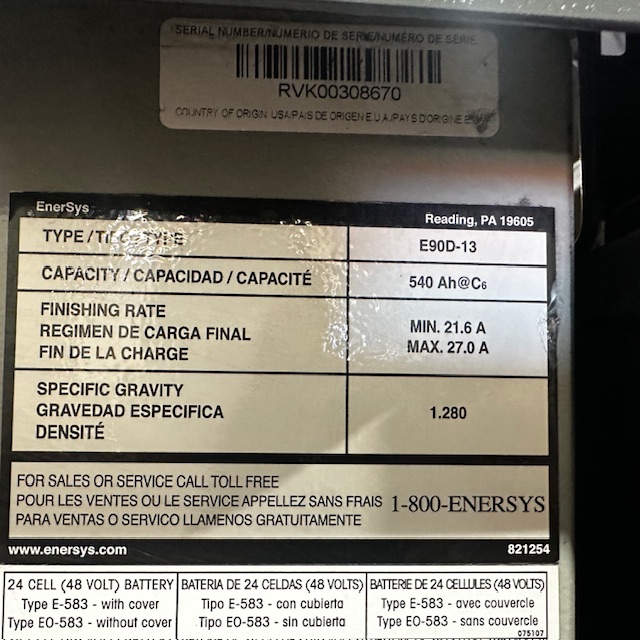 SERIAL NUMBER/NUMERIO DE SERIE/NUMÉRO DE SÉRIE
RVK00308670
COUNTRY OF ORIGIN: USA/PAIS DE ORIGEN E.U.A./PAYS D'ORIGINE
EnerSys
Reading, PA 19605
TYPE / TIPO / TYPE
E90D-13
CAPACITY / CAPACIDAD / CAPACITÉ
540 Ah@C6
FINISHING RATE
REGIMEN DE CARGA FINAL
FIN DE LA CHARGE
MIN. 21.6 A
MAX. 27.0 A
SPECIFIC GRAVITY
GRAVEDAD ESPECIFICA
DENSITÉ
1.280
FOR SALES OR SERVICE CALL TOLL FREE
POUR LES VENTES OU LE SERVICE APPELLEZ SANS FRAIS
PARA VENTAS O SERVICO LLAMENOS GRATUITAMENTE
1-800-ENERSYS
www.enersys.com
821254
24 CELL (48 VOLT) BATTERY
Type E-583 - with cover
Type EO-583 - without cover
BATERIA DE 24 CELDAS (48 VOLTS)
Tipo E-583 - con cubierta
Tipo EO-583 - sin cubierta
BATTERIE DE 24 CELLULES (48 VOLTS)
Type E-583 - avec couvercle
Type EO-583 - sans couvercle
075107